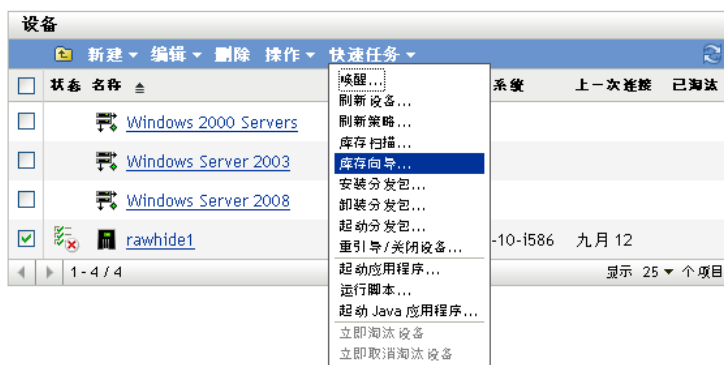 设备
新建 编辑 删除 操作 快速任务
状态 名称 系统 上一次连接 已淘汰
Windows 2000 Servers
Windows Server 2003
Windows Server 2008
rawhide1 -10-i586 九月 12
1 - 4 / 4 显示 25 个项目
唤醒...
刷新设备...
刷新策略...
库存扫描...
库存向导...
安装分发包...
卸装分发包...
起动分发包...
重引导/关闭设备...
起动应用程序...
运行脚本...
起动 Java 应用程序...
立即淘汰设备
立即取消淘汰设备